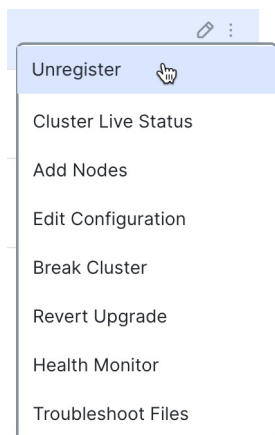 Unregister
Cluster Live Status
Add Nodes
Edit Configuration
Break Cluster
Revert Upgrade
Health Monitor
Troubleshoot Files